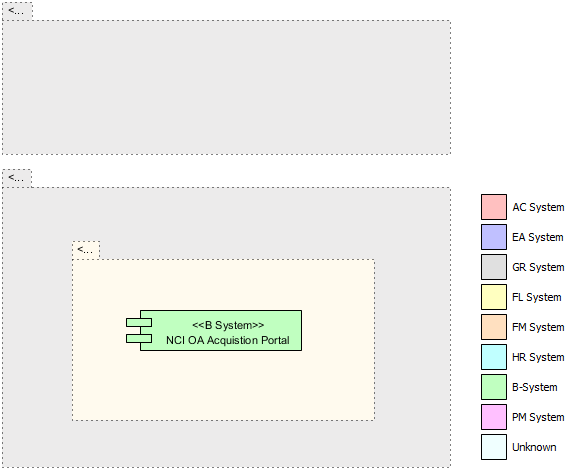 <...
<...
<...
<<B System>>
NCI OA Acquistion Portal
AC System
EA System
GR System
FL System
FM System
HR System
B-System
PM System
Unknown